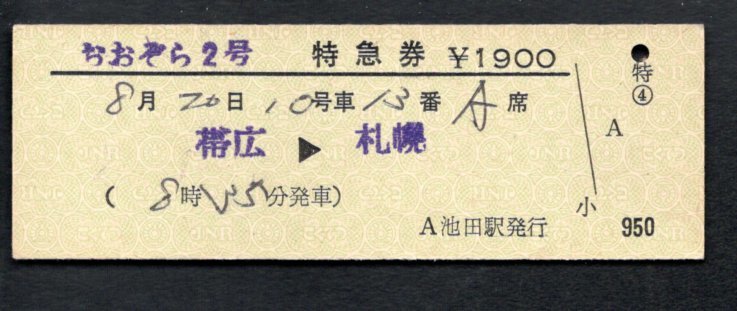 おおぞら2号 特急券 ¥1900
8月20日10号車13番A席
帯広▶札幌
(8時55分発車)
A池田駅発行
特
④
A
小
950